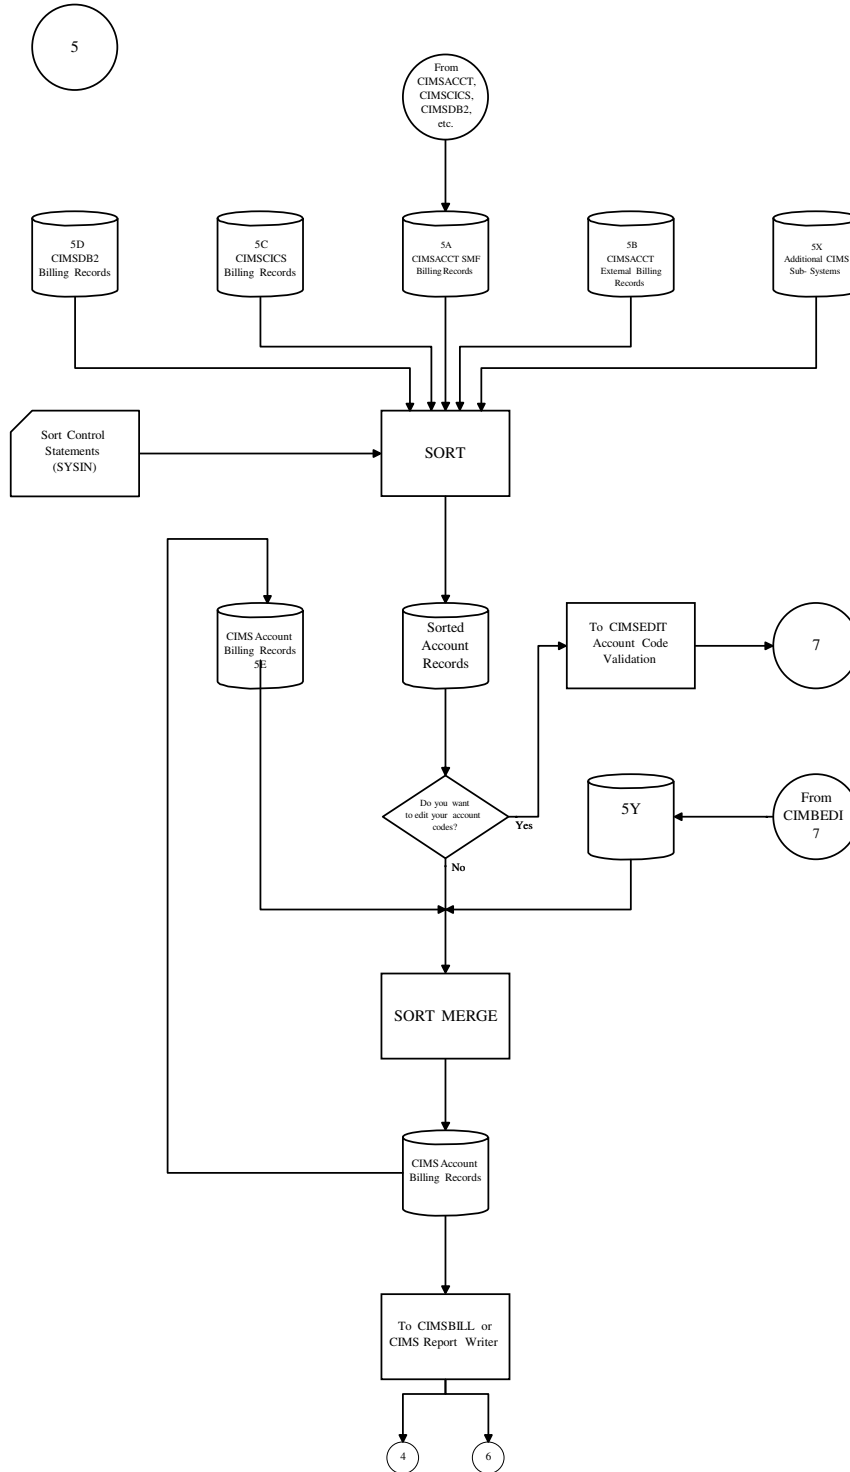 5
From
CIMSACCT,
CIMSCICS,
CIMSDB2,
etc.
5D
CIMSDB2
Billing Records
5C
CIMSCICS
Billing Records
5A
CIMSACCT SMF
Billing Records
5B
CIMSACCT
External Billing
Records
5X
Additional CIMS
Sub- Systems
Sort Control
Statements
(SYSIN)
SORT
CIMS Account
Billing Records
5E
Sorted
Account
Records
To CIMSEDIT
Account Code
Validation
7
Do you want
to edit your account
codes?
Yes
No
5Y
From
CIMBEDI
7
SORT MERGE
CIMS Account
Billing Records
To CIMSBILL or
CIMS Report Writer
4
6